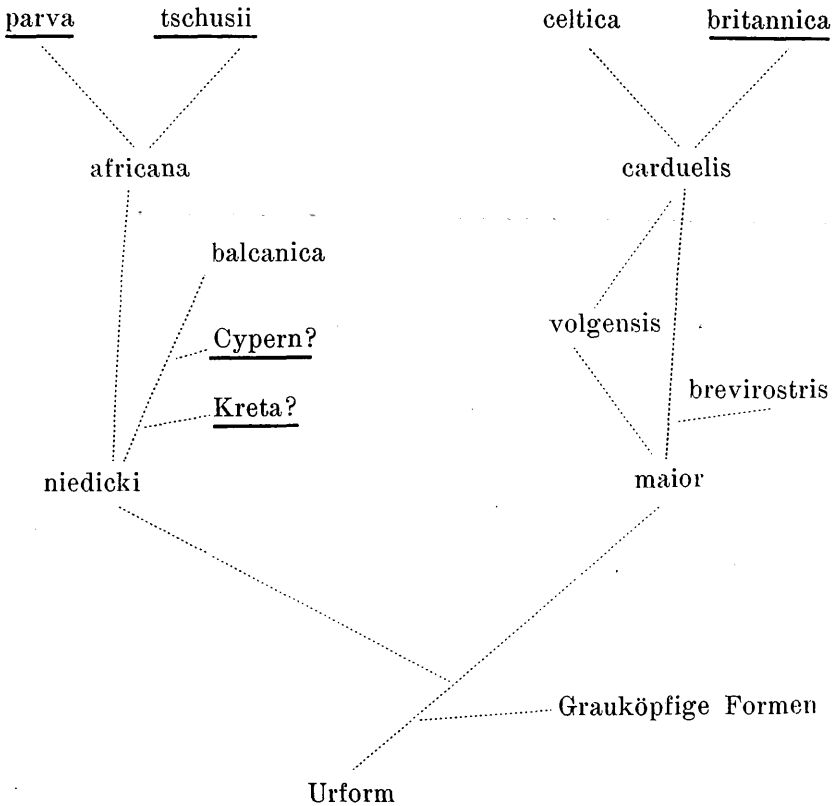 parva tschusii celtica britannica
africana carduelis
balcanica
volgensis
Cypern?
brevirostris
Kreta?
niedicki maior
Grauköpfige Formen
Urform